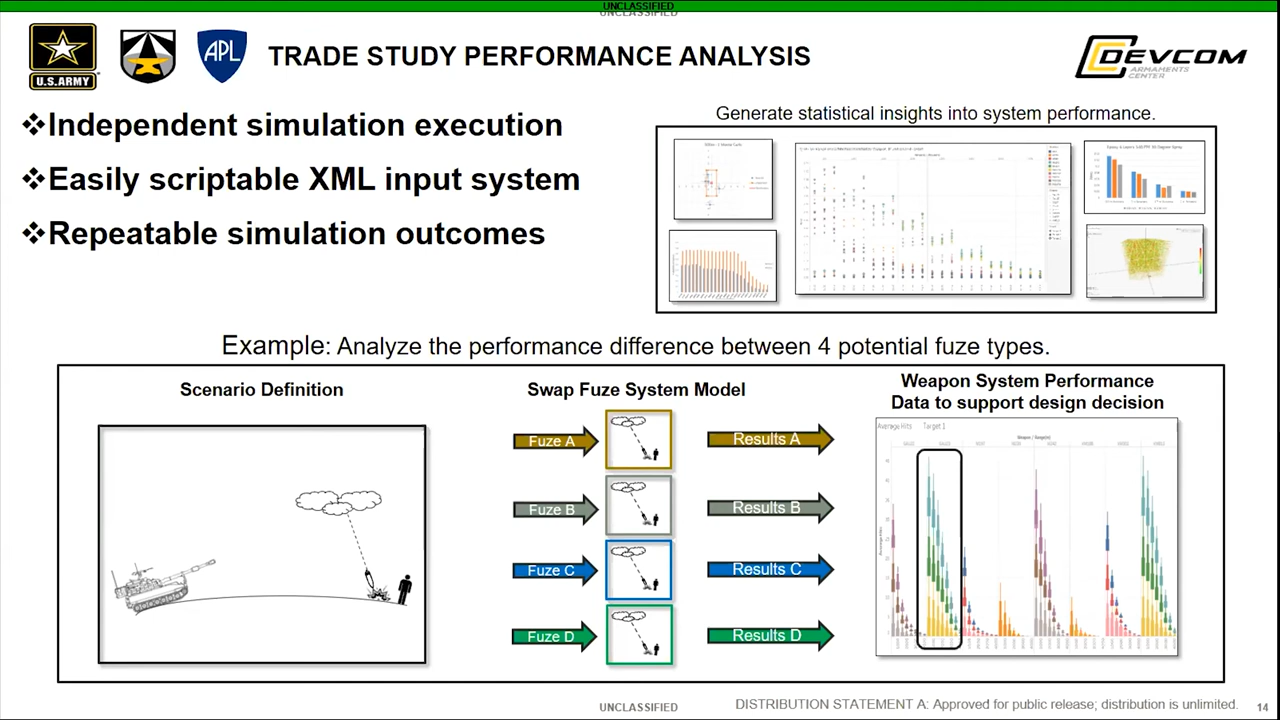 UNCLASSIFIED
UNCLASSIFIED
U.S.ARMY
APL
TRADE STUDY PERFORMANCE ANALYSIS
DEVCOM
ARMAMENTS
CENTER
❖Independent simulation execution
❖Easily scriptable XML input system
❖Repeatable simulation outcomes
Generate statistical insights into system performance.
Example: Analyze the performance difference between 4 potential fuze types.
Scenario Definition
Swap Fuze System Model
Weapon System Performance
Data to support design decision
Fuze A
Results A
Fuze B
Results B
Fuze C
Results C
Fuze D
Results D
Average Hits Target 1
UNCLASSIFIED
DISTRIBUTION STATEMENT A: Approved for public release; distribution is unlimited.
14